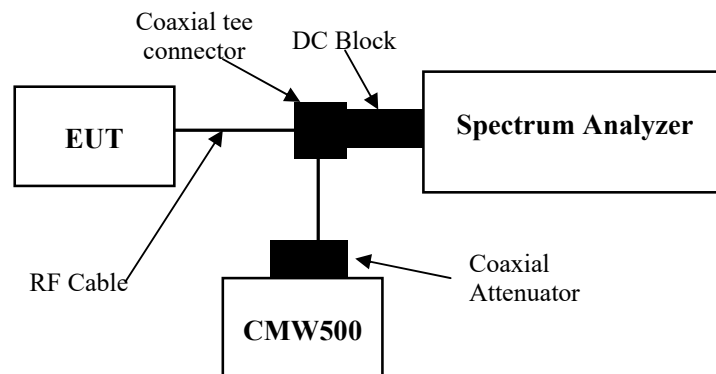 Coaxial tee
connector
DC Block
EUT
Spectrum Analyzer
RF Cable
Coaxial
Attenuator
CMW500